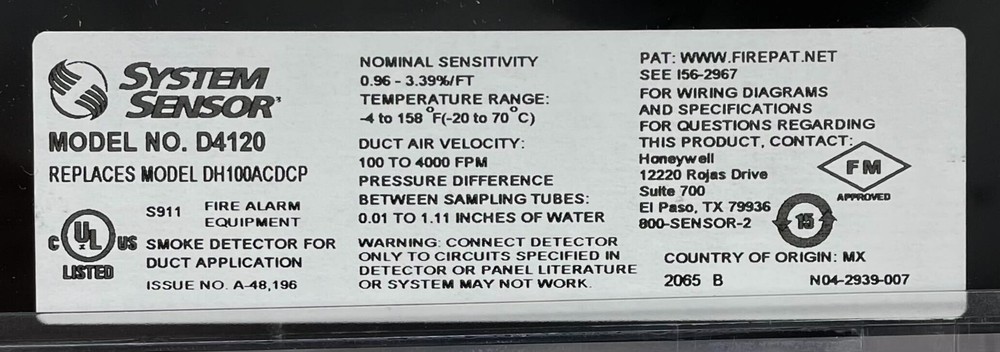 SYSTEM
SENSOR
MODEL NO. D4120
REPLACES MODEL DH100ACDCP
C UL US
LISTED
S911 FIRE ALARM
EQUIPMENT
SMOKE DETECTOR FOR
DUCT APPLICATION
ISSUE NO. A-48,196
NOMINAL SENSITIVITY
0.96 - 3.39%/FT
TEMPERATURE RANGE:
-4 to 158 °F(-20 to 70 °C)
DUCT AIR VELOCITY:
100 TO 4000 FPM
PRESSURE DIFFERENCE
BETWEEN SAMPLING TUBES:
0.01 TO 1.11 INCHES OF WATER
WARNING: CONNECT DETECTOR
ONLY TO CIRCUITS SPECIFIED IN
DETECTOR OR PANEL LITERATURE
OR SYSTEM MAY NOT WORK.
PAT: WWW.FIREPAT.NET
SEE I56-2967
FOR WIRING DIAGRAMS
AND SPECIFICATIONS
FOR QUESTIONS REGARDING
THIS PRODUCT, CONTACT:
Honeywell
12220 Rojas Drive
Suite 700
El Paso, TX 79936
800-SENSOR-2
FM
APPROVED
15
COUNTRY OF ORIGIN: MX
2065 B N04-2939-007